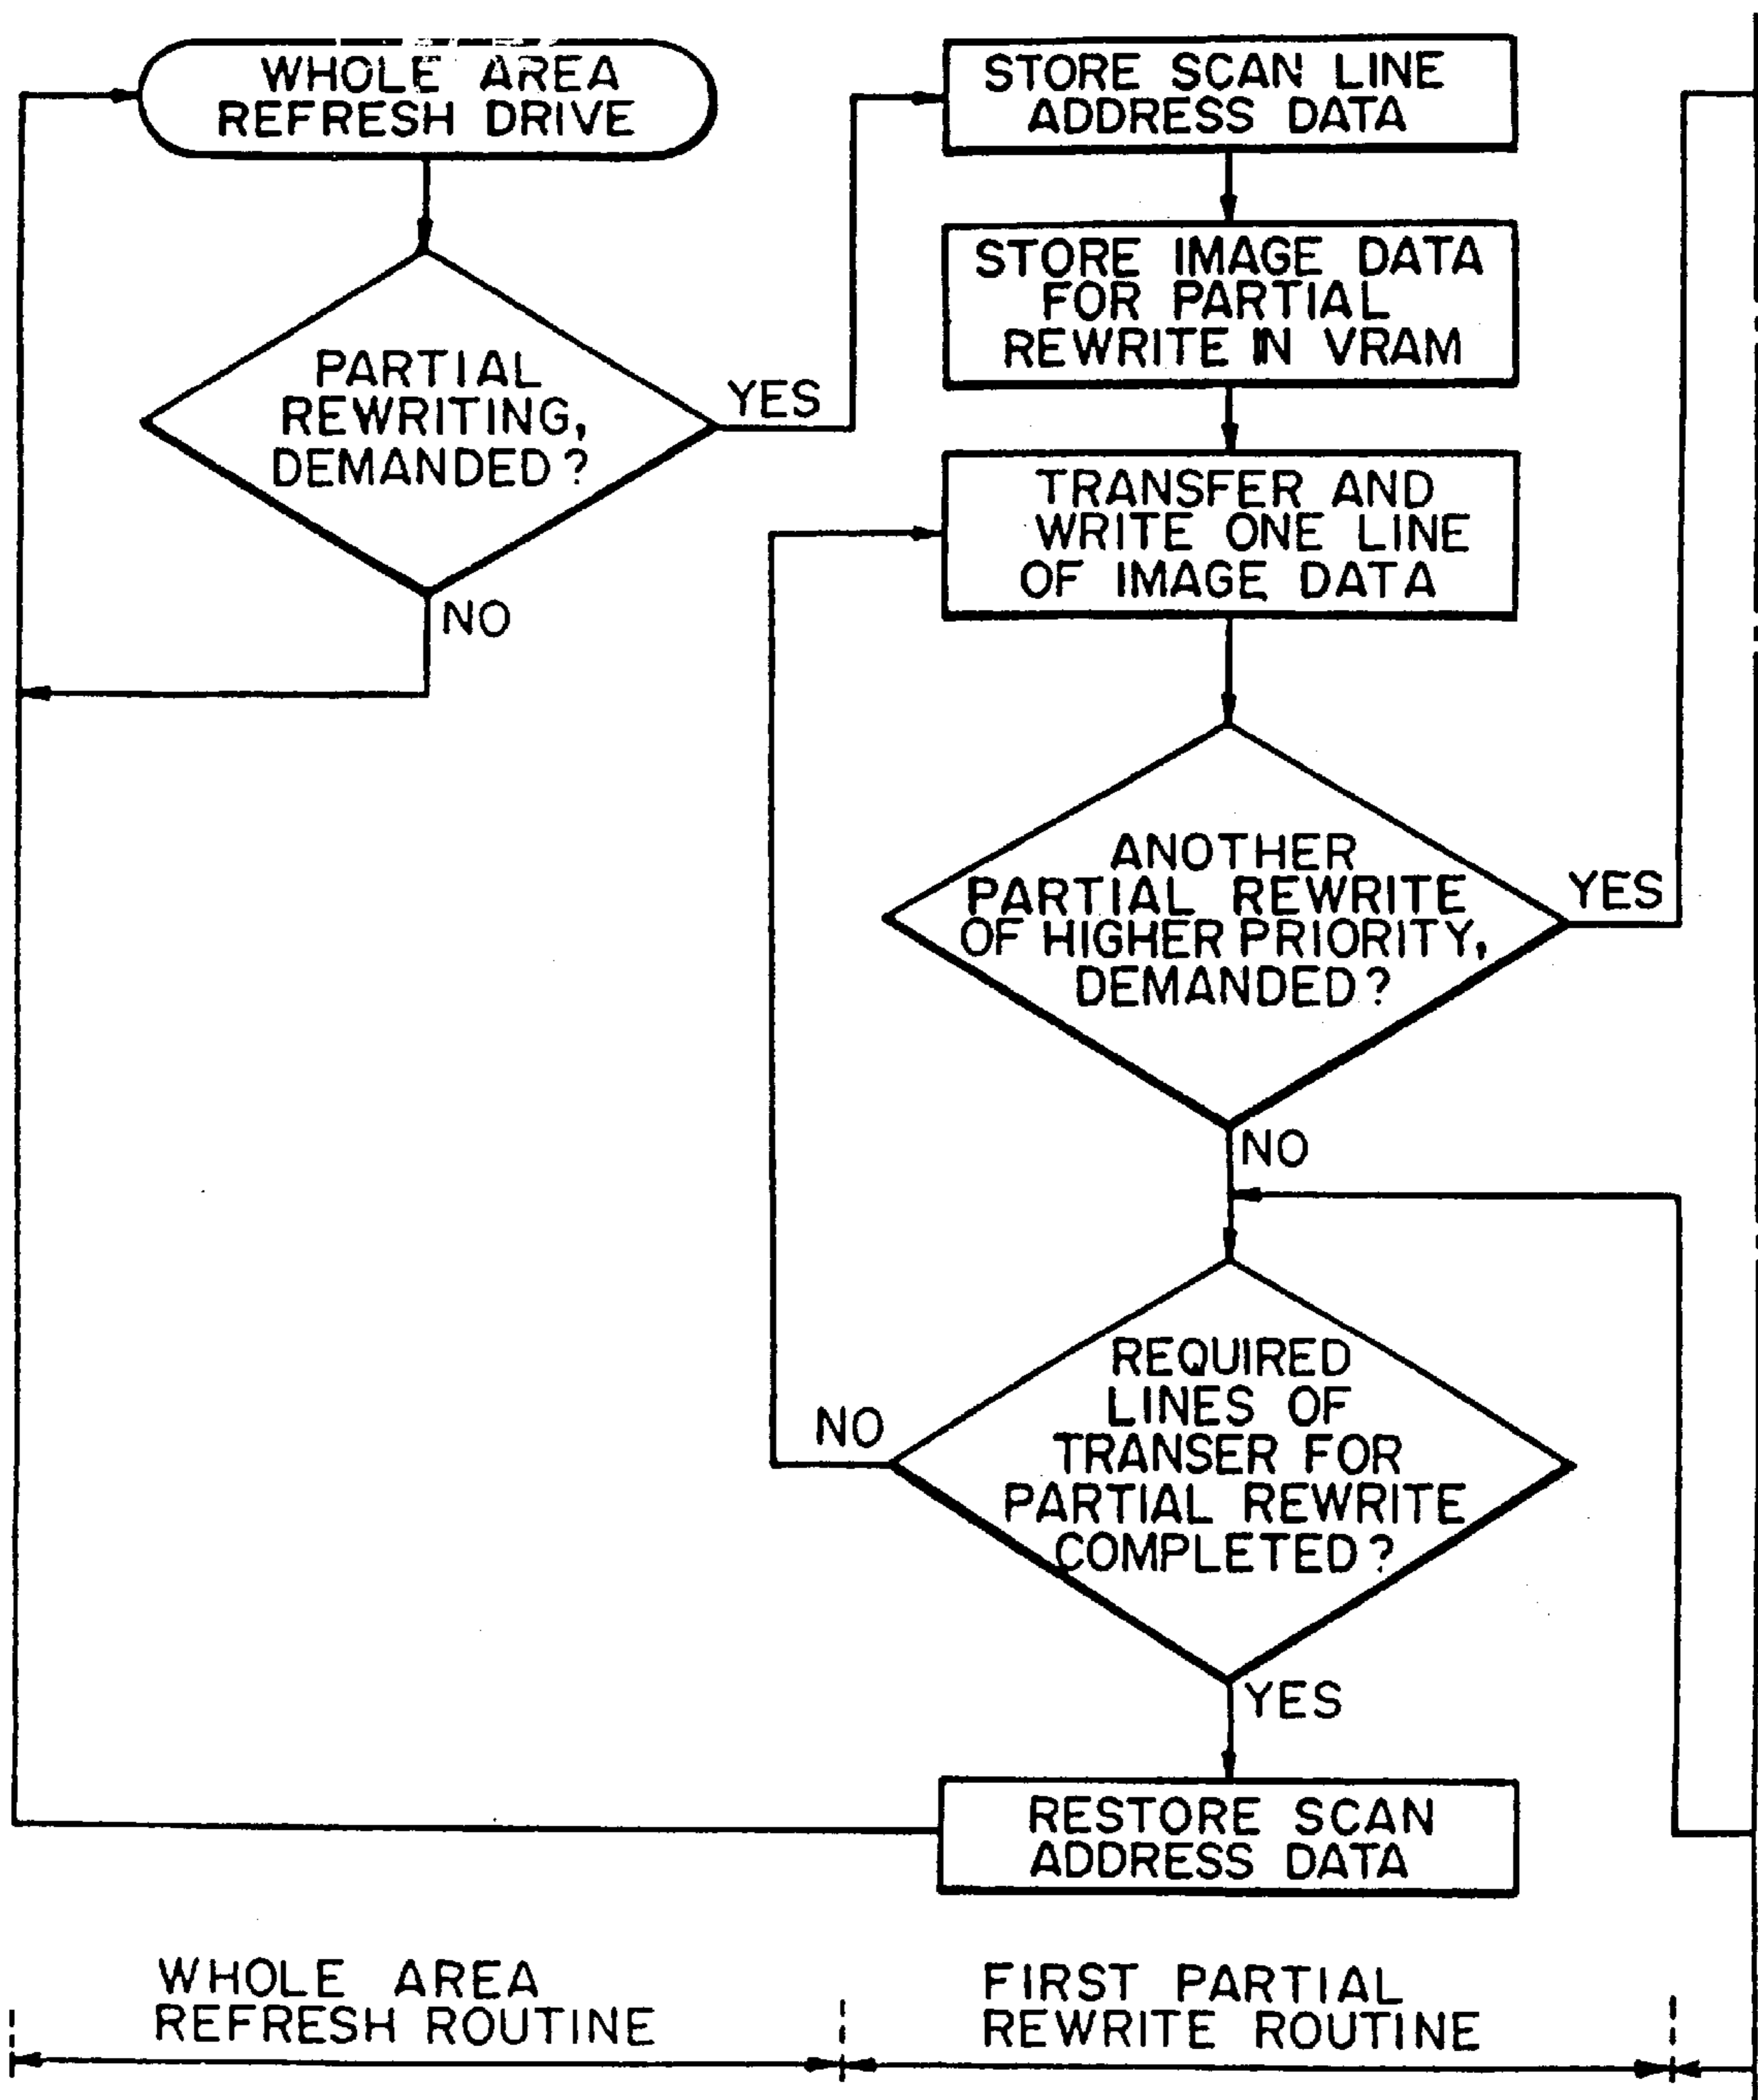 WHOLE AREA
REFRESH DRIVE
PARTIAL
REWRITING,
DEMANDED?
YES
NO
STORE SCAN LINE
ADDRESS DATA
STORE IMAGE DATA
FOR PARTIAL
REWRITE IN VRAM
TRANSFER AND
WRITE ONE LINE
OF IMAGE DATA
ANOTHER
PARTIAL REWRITE
OF HIGHER PRIORITY,
DEMANDED?
YES
NO
REQUIRED
LINES OF
TRANSER FOR
PARTIAL REWRITE
COMPLETED?
NO
YES
RESTORE SCAN
ADDRESS DATA
WHOLE AREA
REFRESH ROUTINE
FIRST PARTIAL
REWRITE ROUTINE